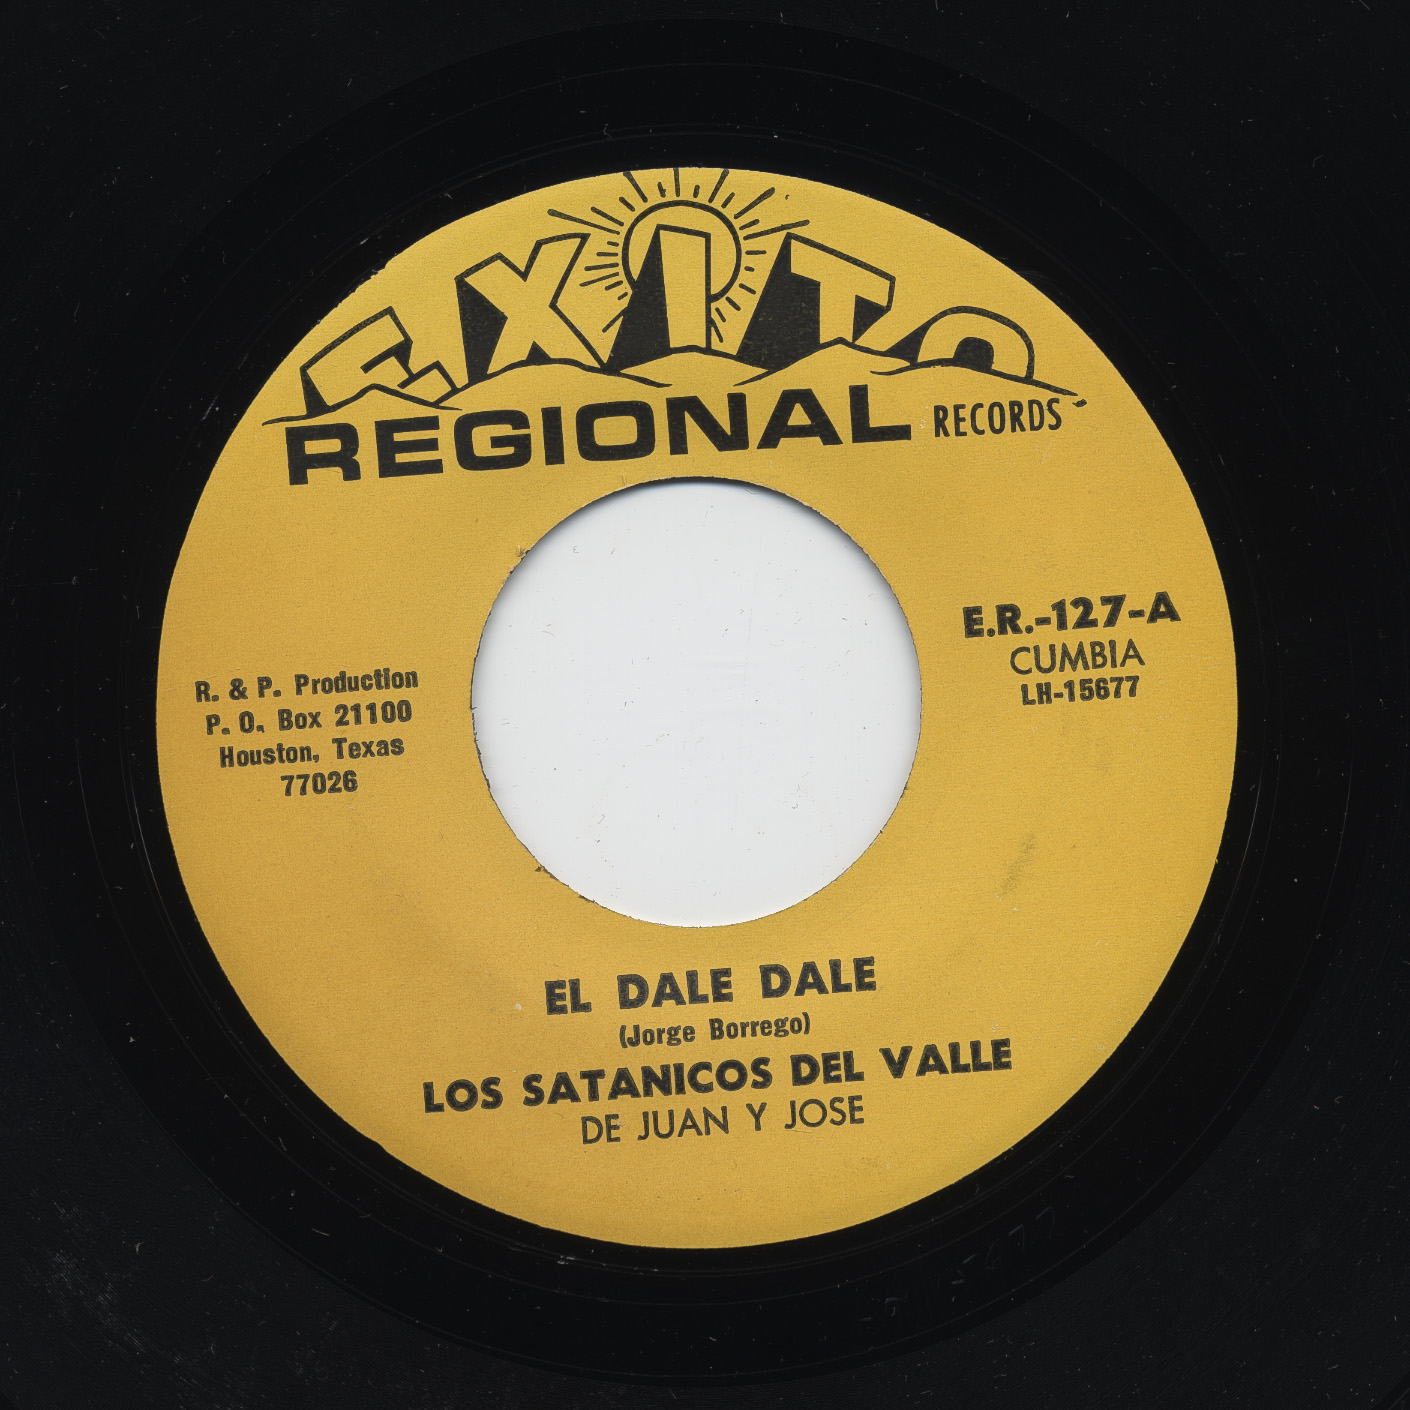 EXITO
REGIONAL RECORDS
E.R.-127-A
CUMBIA
LH-15677
R. & P. Production
P. O. Box 21100
Houston, Texas
77026
EL DALE DALE
(Jorge Borrego)
LOS SATANICOS DEL VALLE
DE JUAN Y JOSE